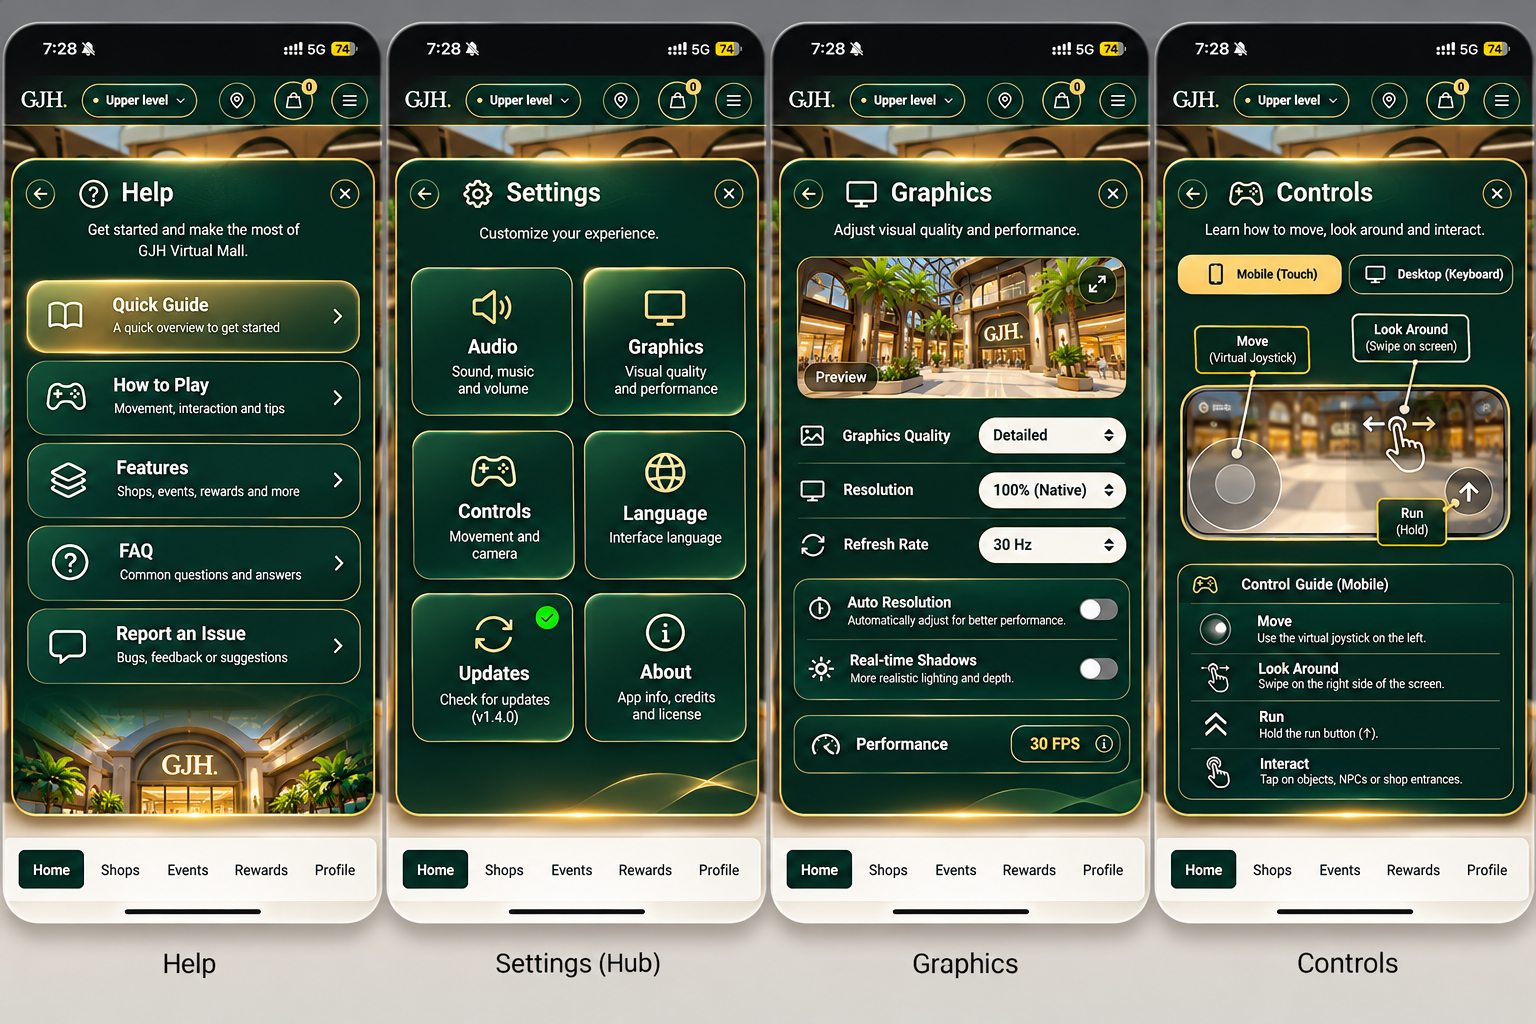 7:28
5G 74
GJH.
Upper level
0
Help
Get started and make the most of
GJH Virtual Mall.
Quick Guide
A quick overview to get started
How to Play
Movement, interaction and tips
Features
Shops, events, rewards and more
FAQ
Common questions and answers
Report an Issue
Bugs, feedback or suggestions
GJH.
Home
Shops
Events
Rewards
Profile
Help
7:28
5G 74
GJH.
Upper level
0
Settings
Customize your experience.
Audio
Sound, music
and volume
Graphics
Visual quality
and performance
Controls
Movement and
camera
Language
Interface language
Updates
Check for updates
(v1.4.0)
About
App info, credits
and license
Home
Shops
Events
Rewards
Profile
Settings (Hub)
7:28
5G 74
GJH.
Upper level
0
Graphics
Adjust visual quality and performance.
GJH.
Preview
Graphics Quality
Detailed
Resolution
100% (Native)
Refresh Rate
30 Hz
Auto Resolution
Automatically adjust for better performance.
Real-time Shadows
More realistic lighting and depth.
Performance
30 FPS
Home
Shops
Events
Rewards
Profile
Graphics
7:28
5G 74
GJH.
Upper level
0
Controls
Learn how to move, look around and interact.
Mobile (Touch)
Desktop (Keyboard)
Move
(Virtual Joystick)
Look Around
(Swipe on screen)
Run
(Hold)
Control Guide (Mobile)
Move
Use the virtual joystick on the left.
Look Around
Swipe on the right side of the screen.
Run
Hold the run button (↑).
Interact
Tap on objects, NPCs or shop entrances.
Home
Shops
Events
Rewards
Profile
Controls